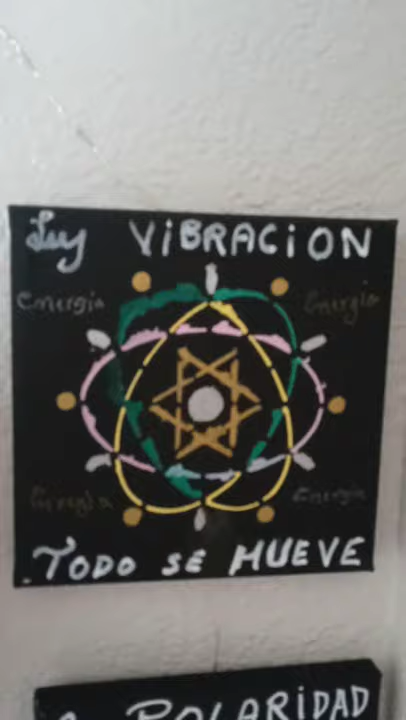 Ley VIBRACION
Energia Energia
Energia Energia
TODO SE MUEVE
POLARIDAD